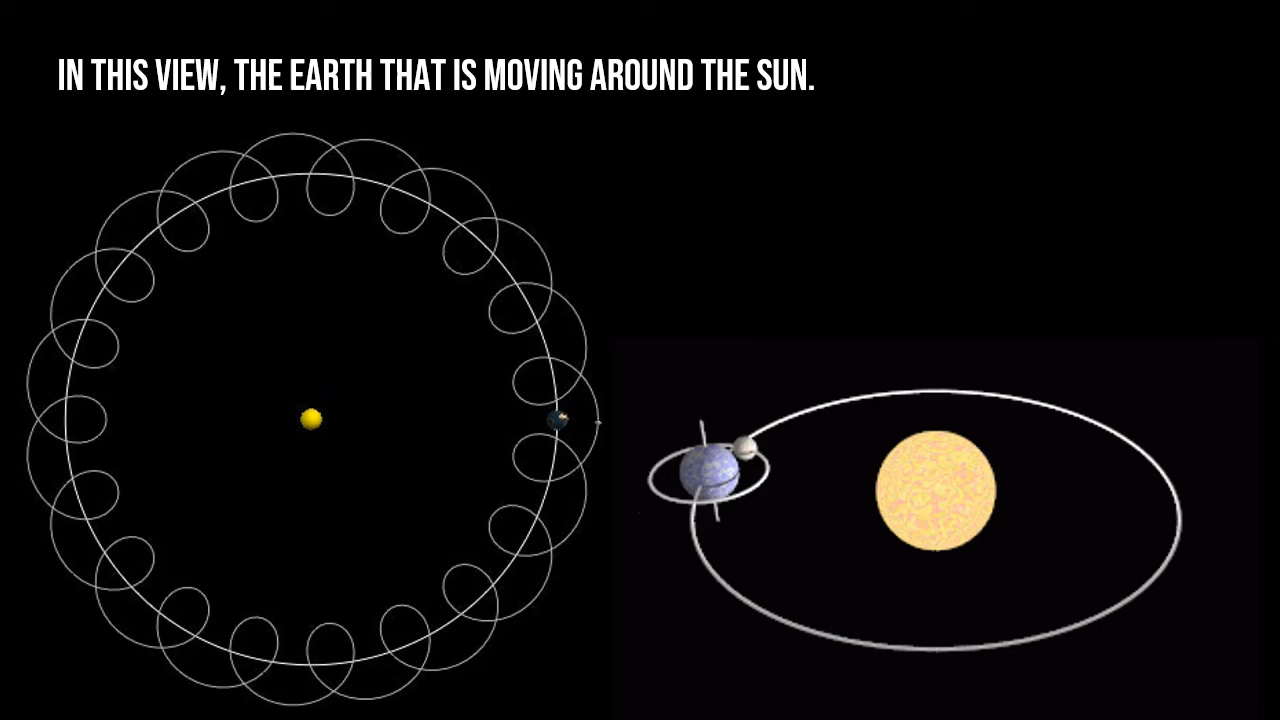 IN THIS VIEW, THE EARTH THAT IS MOVING AROUND THE SUN.